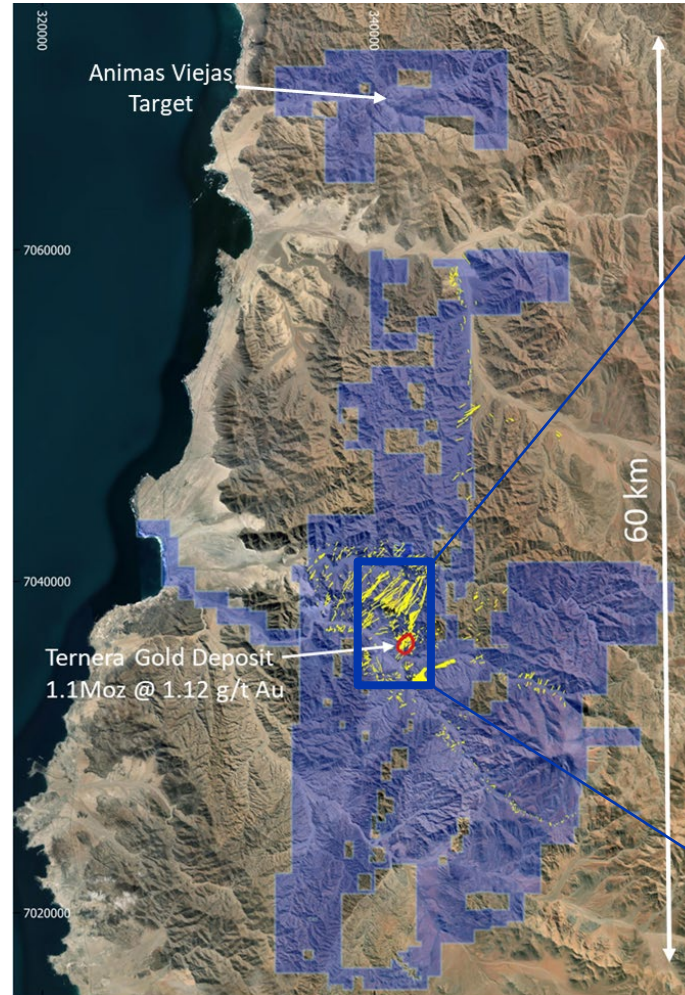 320000
340000
Animas Viejas
Target
7060000
60 km
7040000
Ternera Gold Deposit
1.1Moz @ 1.12 g/t Au
7020000